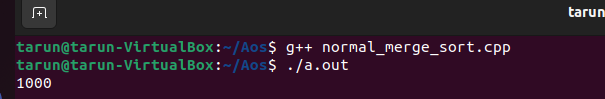 tarun
tarun@tarun-VirtualBox:~/Aos$ g++ normal_merge_sort.cpp
tarun@tarun-VirtualBox:~/Aos$ ./a.out
1000